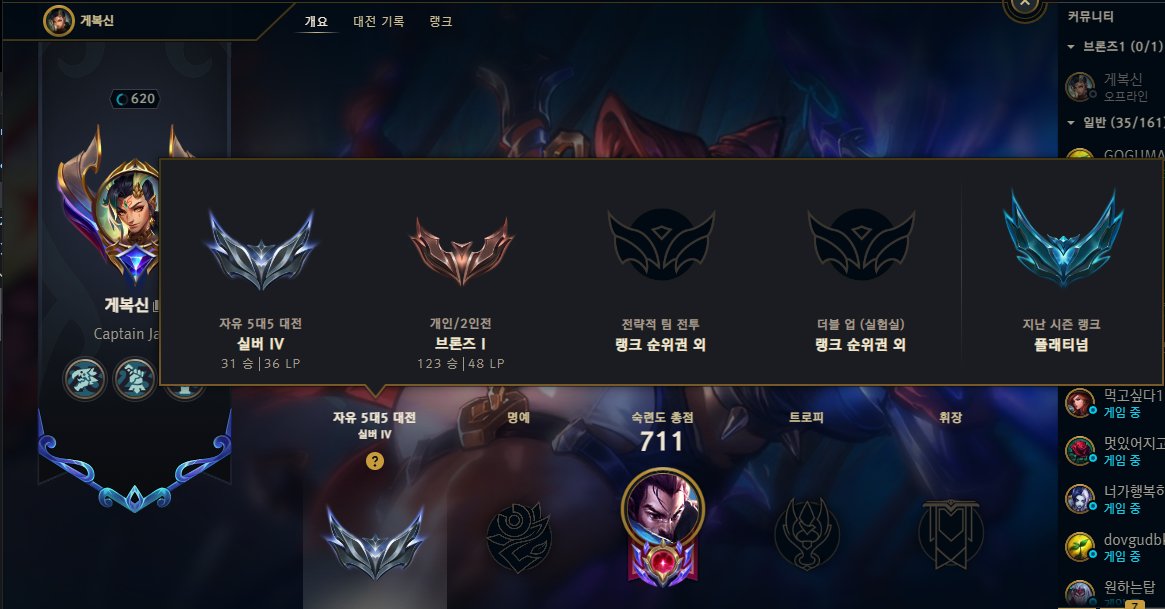 게복신
개요
대전 기록
랭크
커뮤니티
브론즈1 (0/1)
게복신
오프라인
일반 (35/161)
GOGUMA
620
게복신
Captain Ja
자유 5대5 대전
실버 IV
31 승 | 36 LP
개인/2인전
브론즈 I
123 승 | 48 LP
전략적 팀 전투
랭크 순위권 외
더블 업 (실험실)
랭크 순위권 외
지난 시즌 랭크
플래티넘
자유 5대5 대전
실버 IV
?
명예
숙련도 총점
711
트로피
휘장
먹고싶다1
게임 중
멋있어지고
게임 중
너가행복하
게임 중
dovgudbl
게임 중
원하는탑
7